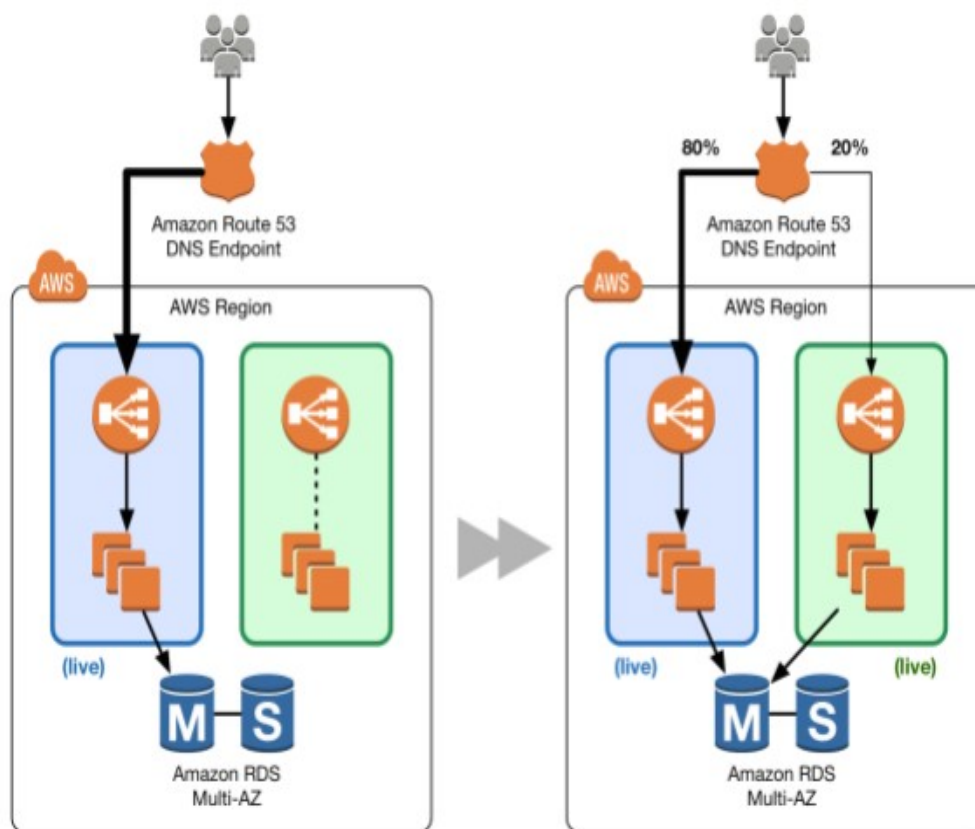 Amazon Route 53
DNS Endpoint
AWS
AWS Region
(live)
M
S
Amazon RDS
Multi-AZ
80%
20%
Amazon Route 53
DNS Endpoint
AWS
AWS Region
(live)
(live)
M
S
Amazon RDS
Multi-AZ